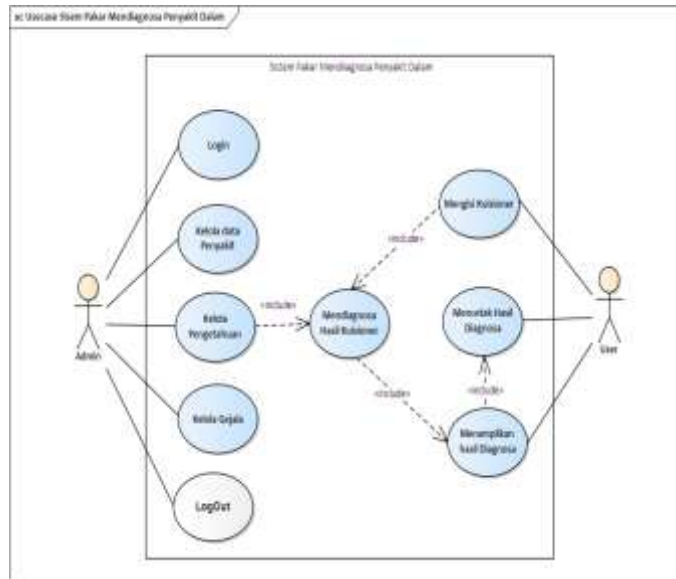 uc Usecase Sistem Pakar Mendiagnosa Penyakit Dalam
Sistem Pakar Mendiagnosa Penyakit Dalam
Login
Mengisi Kuisioner
«include»
Kelola data
Penyakit
Kelola
Pengetahuan
«include»
Mendiagnosa
Hasil Kuisioner
Mencetak Hasil
Diagnosa
Admin
User
«include»
«include»
Kelola Gejala
Menampilkan
hasil Diagnosa
LogOut